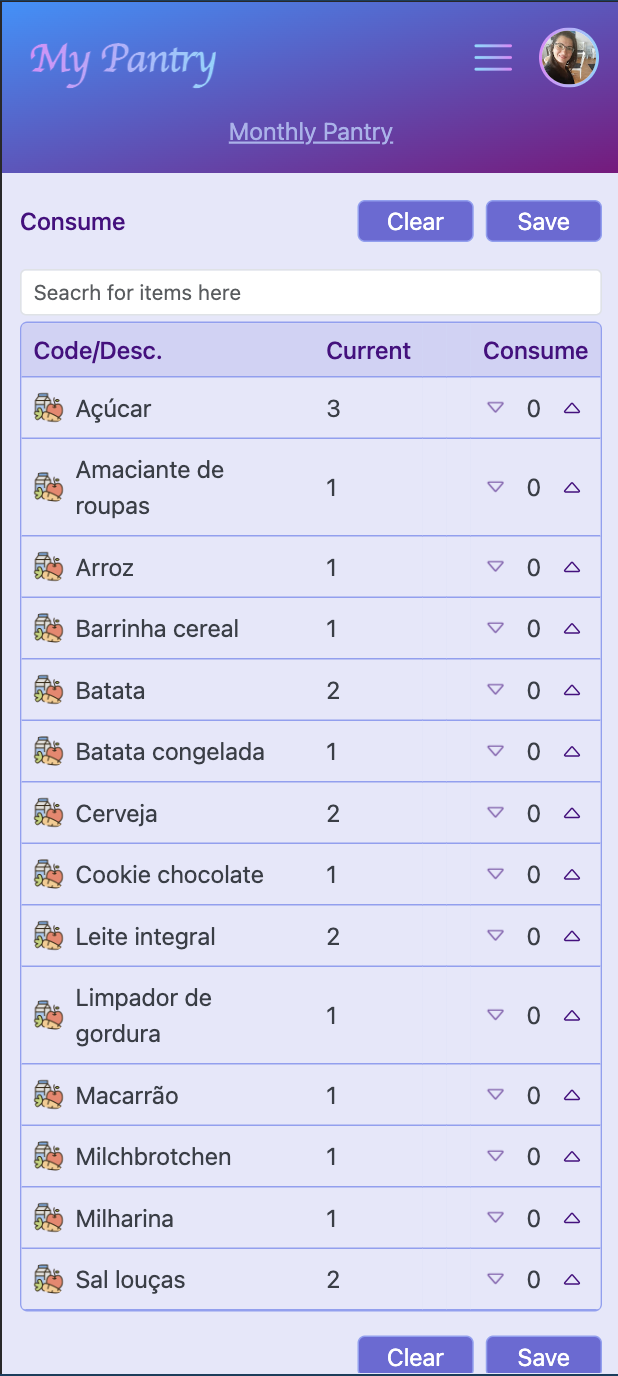 My Pantry
Monthly Pantry
Consume Clear Save
Seacrh for items here
Code/Desc. Current Consume
Açúcar 3 0
Amaciante de
roupas 1 0
Arroz 1 0
Barrinha cereal 1 0
Batata 2 0
Batata congelada 1 0
Cerveja 2 0
Cookie chocolate 1 0
Leite integral 2 0
Limpador de
gordura 1 0
Macarrão 1 0
Milchbrotchen 1 0
Milharina 1 0
Sal louças 2 0
Clear Save